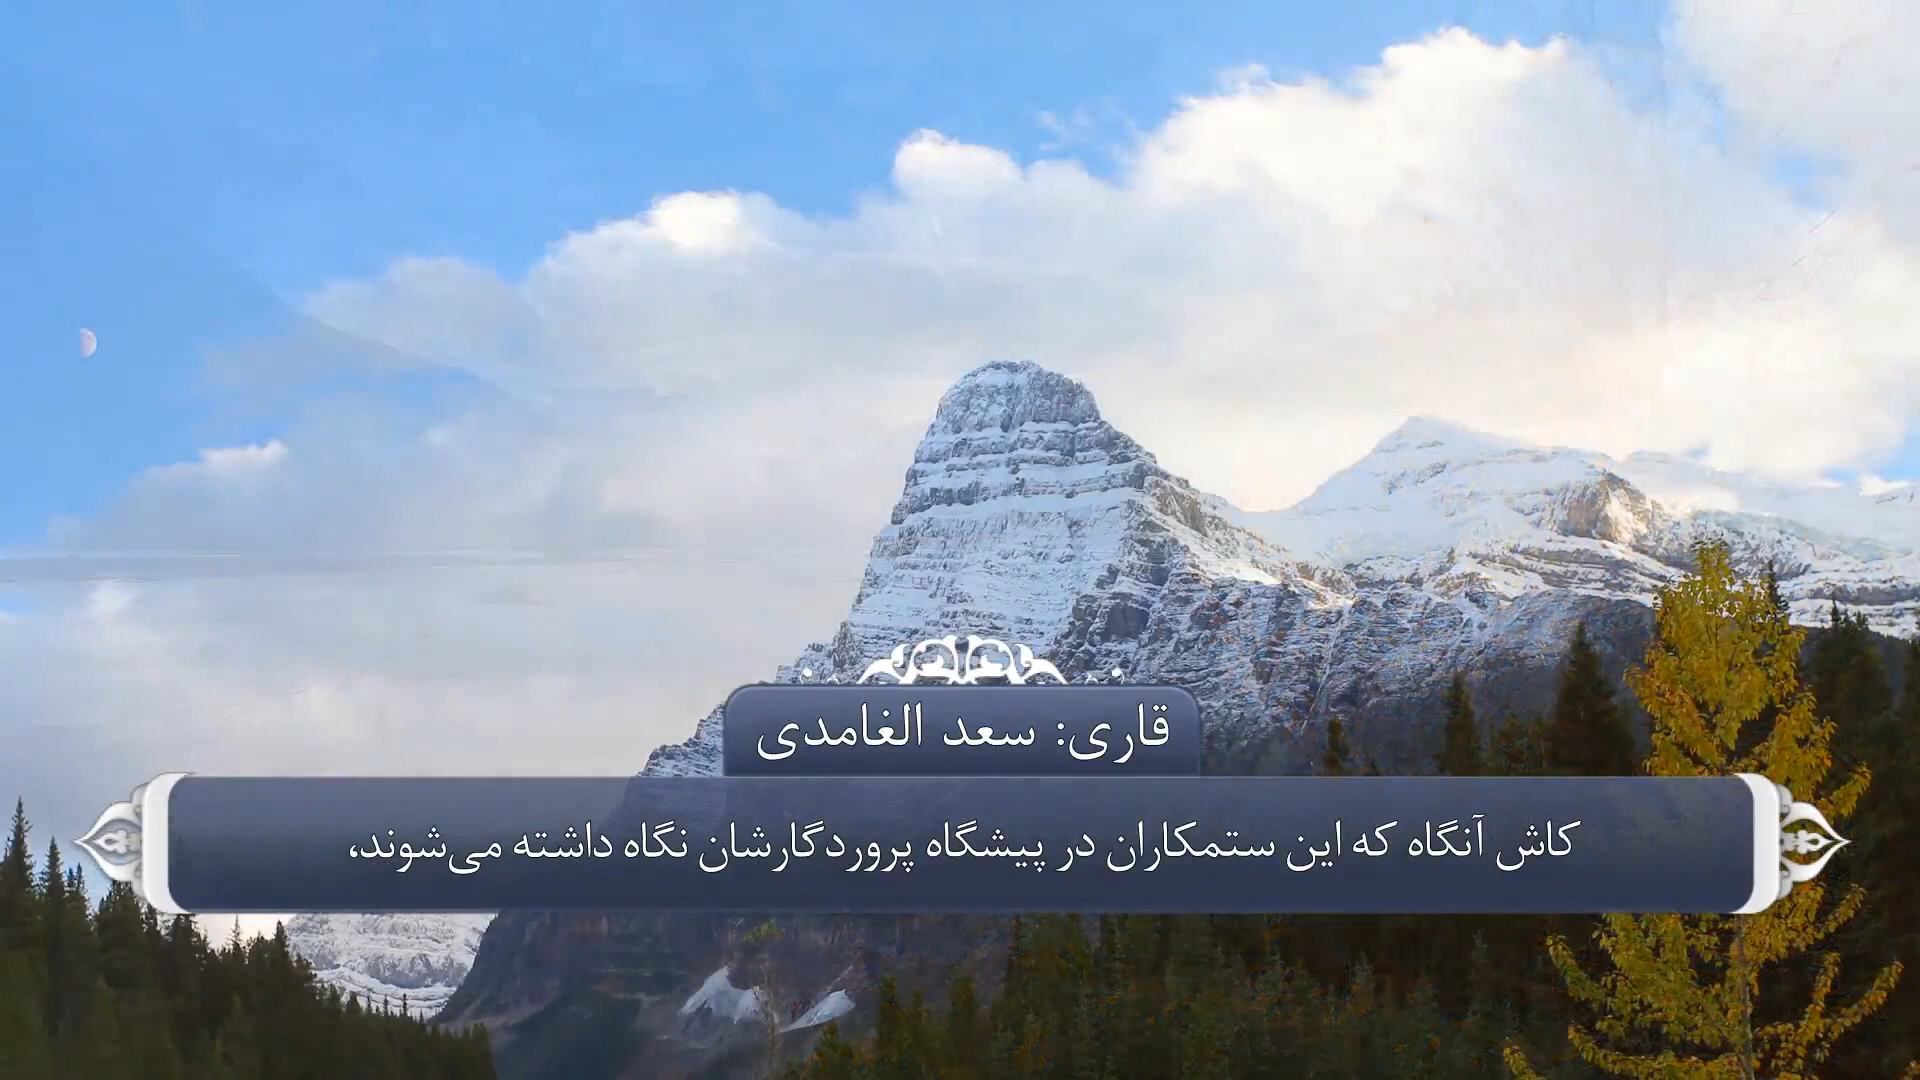 قاری: سعد الغامدی
کاش آنگاه که این ستمکاران در پیشگاه پروردگارشان نگاه داشته می‌شوند،